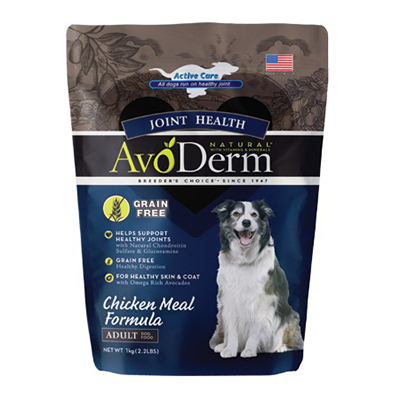 Active Care
All dogs run on healthy joint
JOINT HEALTH
NATURAL®
AvoDerm
WITH VITAMINS & MINERALS
BREEDER'S CHOICE® SINCE 1947
GRAIN
FREE
HELPS SUPPORT
HEALTHY JOINTS
with Natural Chondroitin
Sulfate & Glucosamine
GRAIN FREE
Healthy Digestion
FOR HEALTHY SKIN & COAT
with Omega Rich Avocados
Chicken Meal
Formula
ADULT DOG FOOD
NET WT 1kg (2.2LBS)